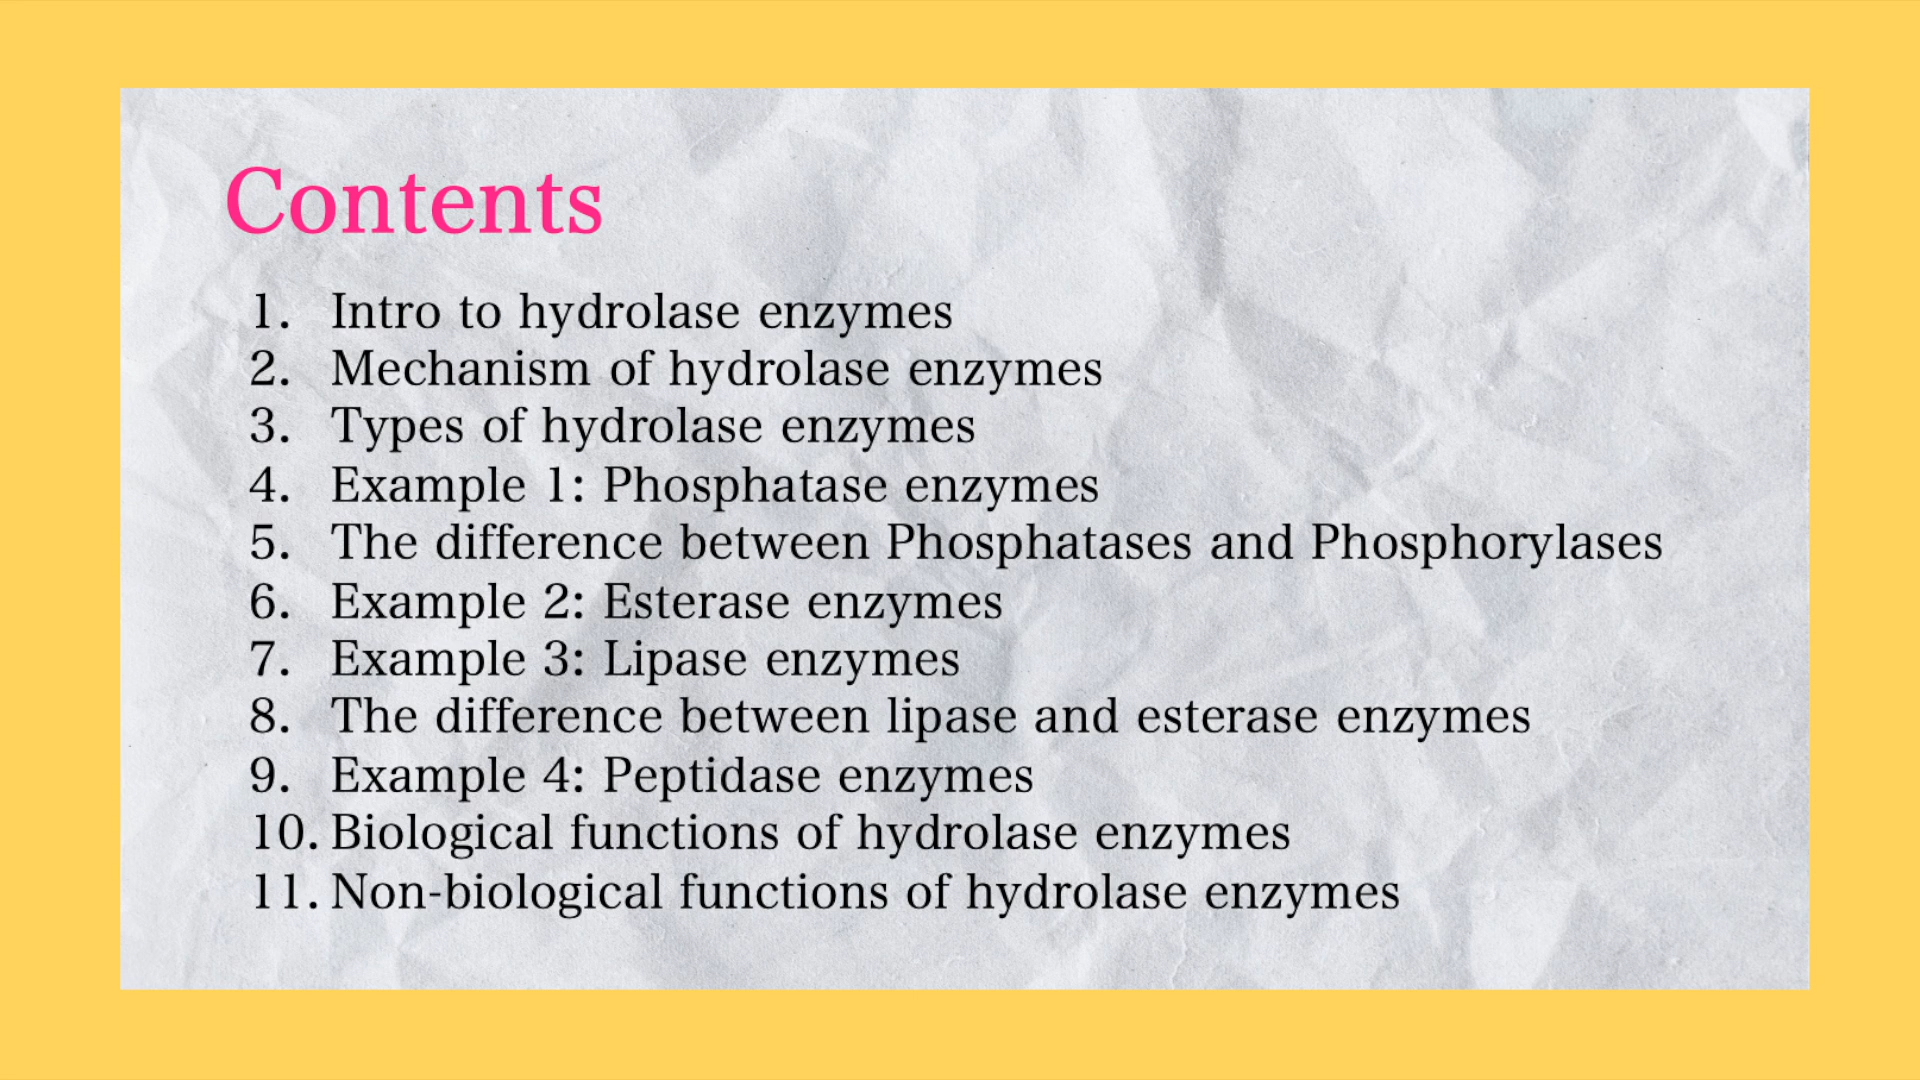 Contents
1. Intro to hydrolase enzymes
2. Mechanism of hydrolase enzymes
3. Types of hydrolase enzymes
4. Example 1: Phosphatase enzymes
5. The difference between Phosphatases and Phosphorylases
6. Example 2: Esterase enzymes
7. Example 3: Lipase enzymes
8. The difference between lipase and esterase enzymes
9. Example 4: Peptidase enzymes
10. Biological functions of hydrolase enzymes
11. Non-biological functions of hydrolase enzymes